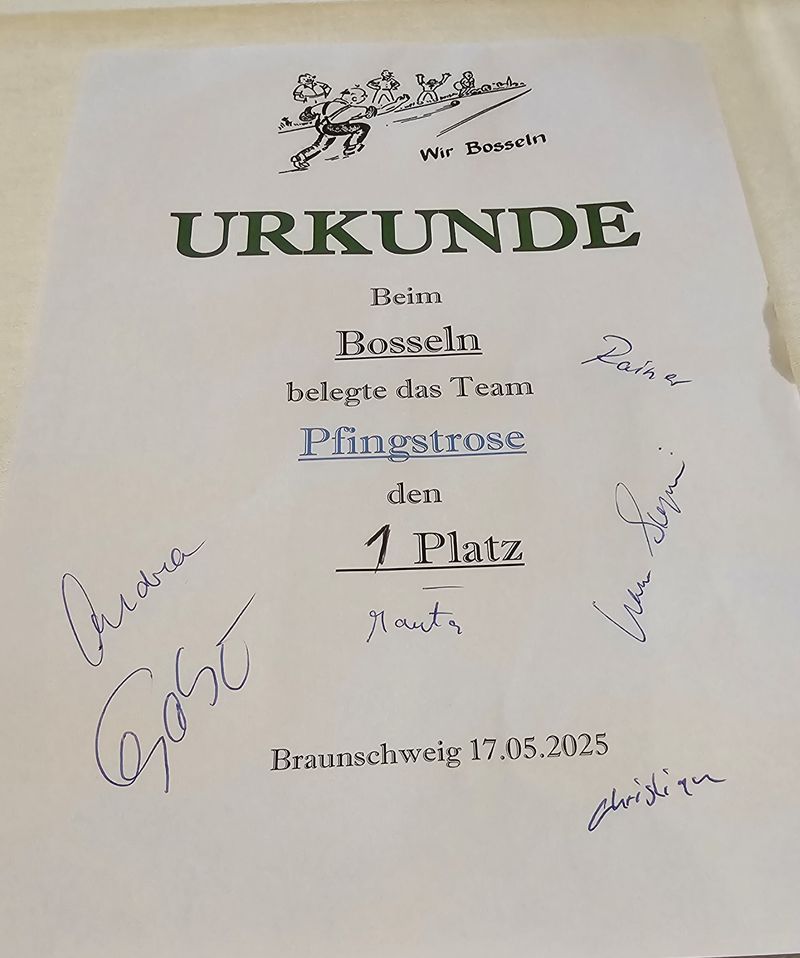 Wir Bosseln
URKUNDE
Beim
Bosseln
belegte das Team
Pfingstrose
den
1 Platz
Rainer
Andrea
Braunschweig 17.05.2025
Christian